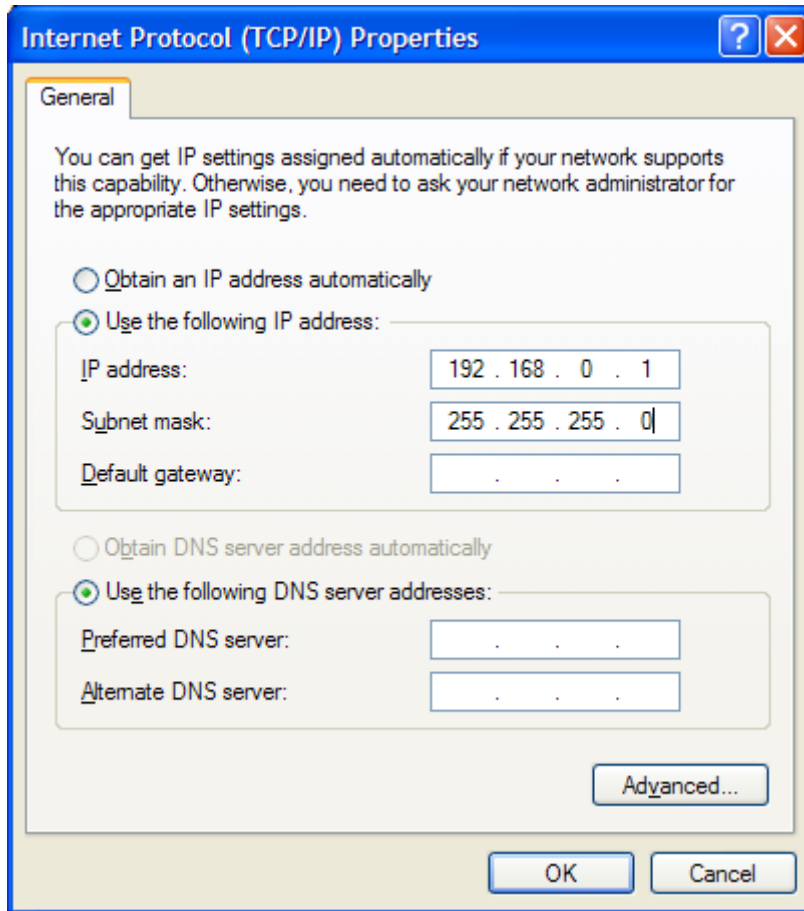 Internet Protocol (TCP/IP) Properties
General
You can get IP settings assigned automatically if your network supports
this capability. Otherwise, you need to ask your network administrator for
the appropriate IP settings.
Obtain an IP address automatically
Use the following IP address:
IP address: 192 . 168 . 0 . 1
Subnet mask: 255 . 255 . 255 . 0
Default gateway: . . .
Obtain DNS server address automatically
Use the following DNS server addresses:
Preferred DNS server: . . .
Alternate DNS server: . . .
Advanced...
OK Cancel